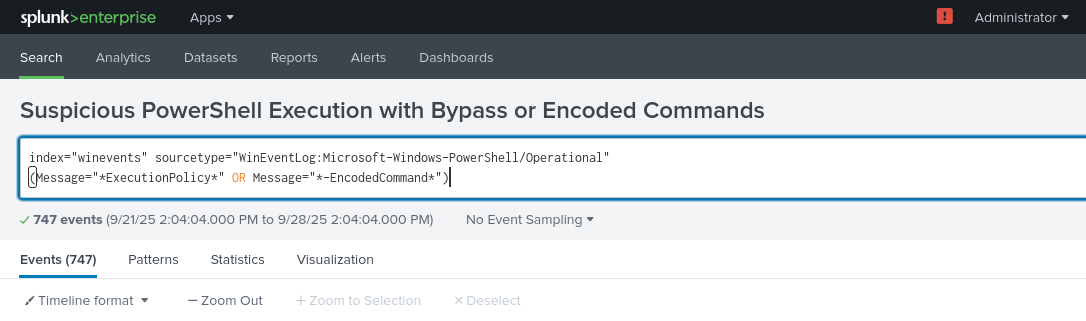 splunk>enterprise Apps ! Administrator
Search Analytics Datasets Reports Alerts Dashboards
Suspicious PowerShell Execution with Bypass or Encoded Commands
index="winevents" sourcetype="WinEventLog:Microsoft-Windows-PowerShell/Operational"
(Message="*ExecutionPolicy*" OR Message="*-EncodedCommand*")
747 events (9/21/25 2:04:04.000 PM to 9/28/25 2:04:04.000 PM) No Event Sampling
Events (747) Patterns Statistics Visualization
Timeline format — Zoom Out + Zoom to Selection × Deselect